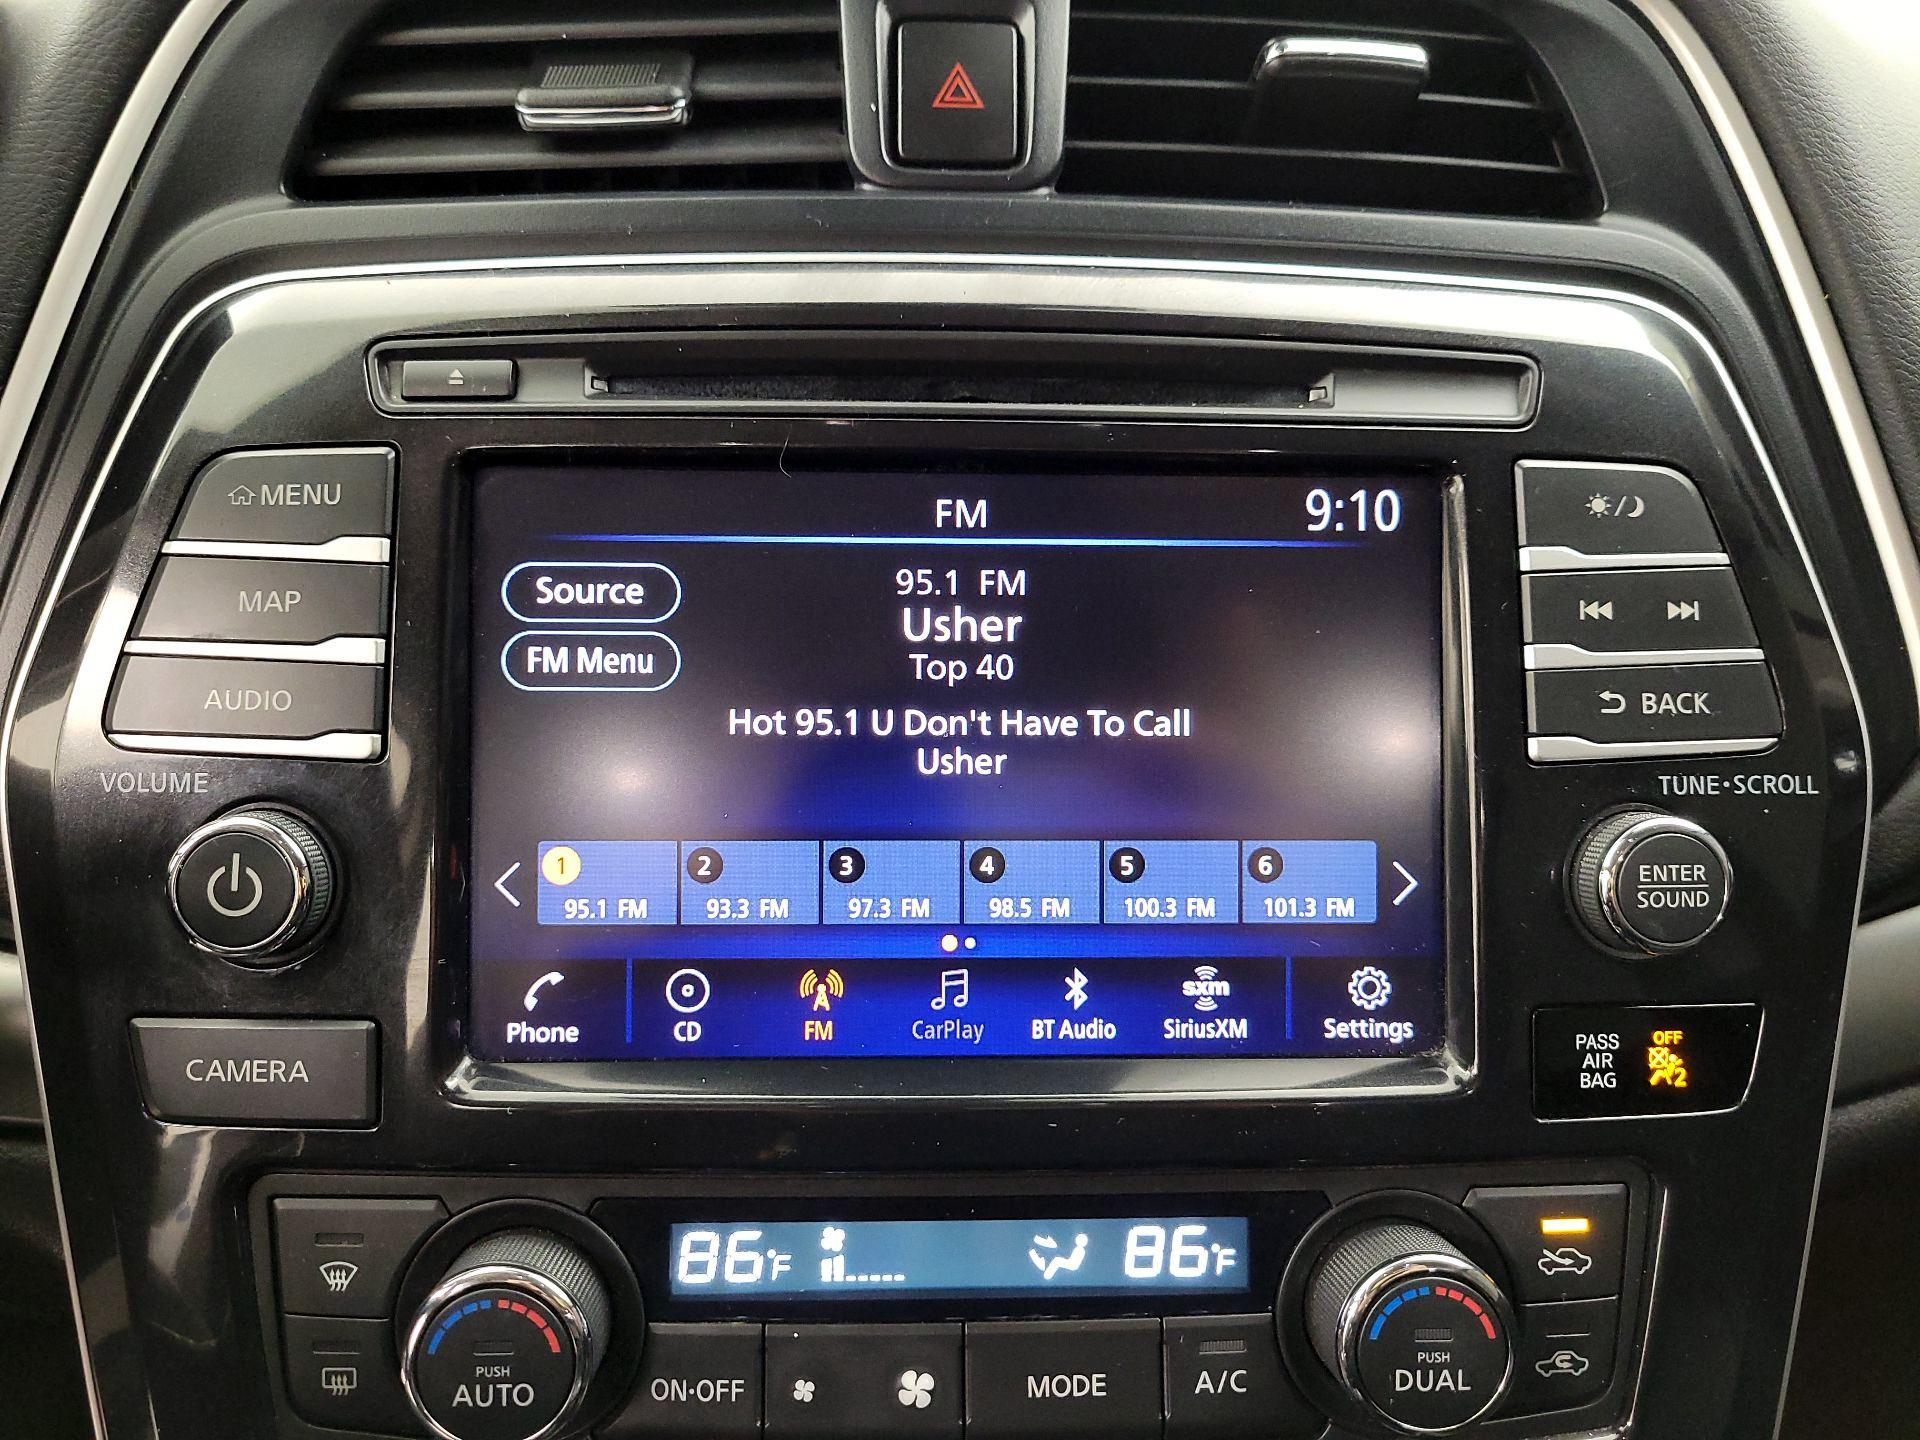 MENU
MAP
AUDIO
VOLUME
CAMERA
FM 9:10
Source
FM Menu
95.1 FM
Usher
Top 40
Hot 95.1 U Don't Have To Call
Usher
1 2 3 4 5 6
95.1 FM 93.3 FM 97.3 FM 98.5 FM 100.3 FM 101.3 FM
Phone CD FM CarPlay BT Audio sxm SiriusXM Settings
BACK
TUNE•SCROLL
ENTER
SOUND
PASS
AIR
BAG
OFF
2
86°F 86°F
PUSH
AUTO
ON•OFF
MODE
A/C
PUSH
DUAL